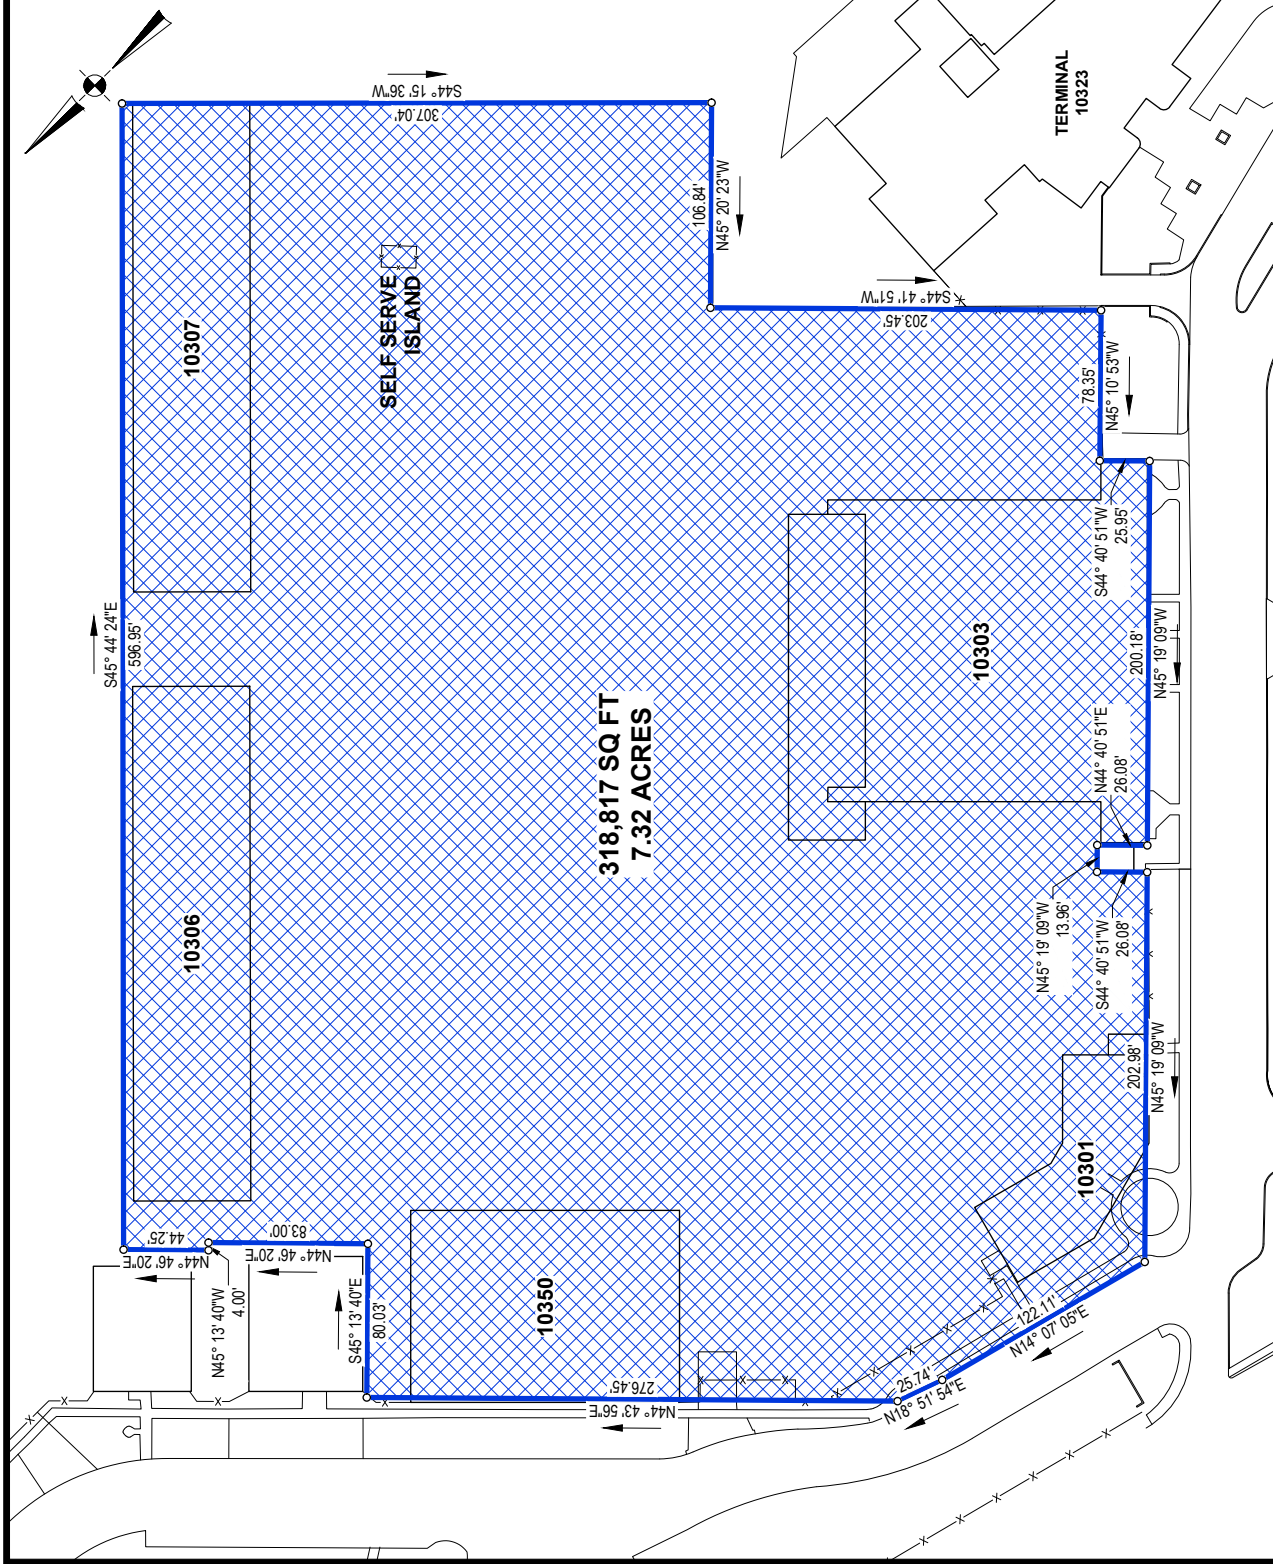 S44° 15' 36"W
307.04'
TERMINAL
10323
106.84'
N45° 20' 23"W
10307
SELF SERVE
ISLAND
S44° 41' 51"W
203.45'
78.35'
N45° 10' 53"W
S44° 40' 51"W
25.95'
S45° 44' 24"E
596.95'
10303
200.18'
N45° 19' 09"W
318,817 SQ FT
7.32 ACRES
N44° 40' 51"E
26.08'
N45° 19' 09"W
13.96'
S44° 40' 51"W
26.08'
10306
202.98'
N45° 19' 09"W
10301
N44° 46' 20"E
44.25'
N44° 46' 20"E
83.00'
N45° 13' 40"W
4.00'
S45° 13' 40"E
80.03'
10350
122.11'
N14° 07' 05"E
25.74'
N18° 51' 54"E
N44° 43' 56"E
276.45'